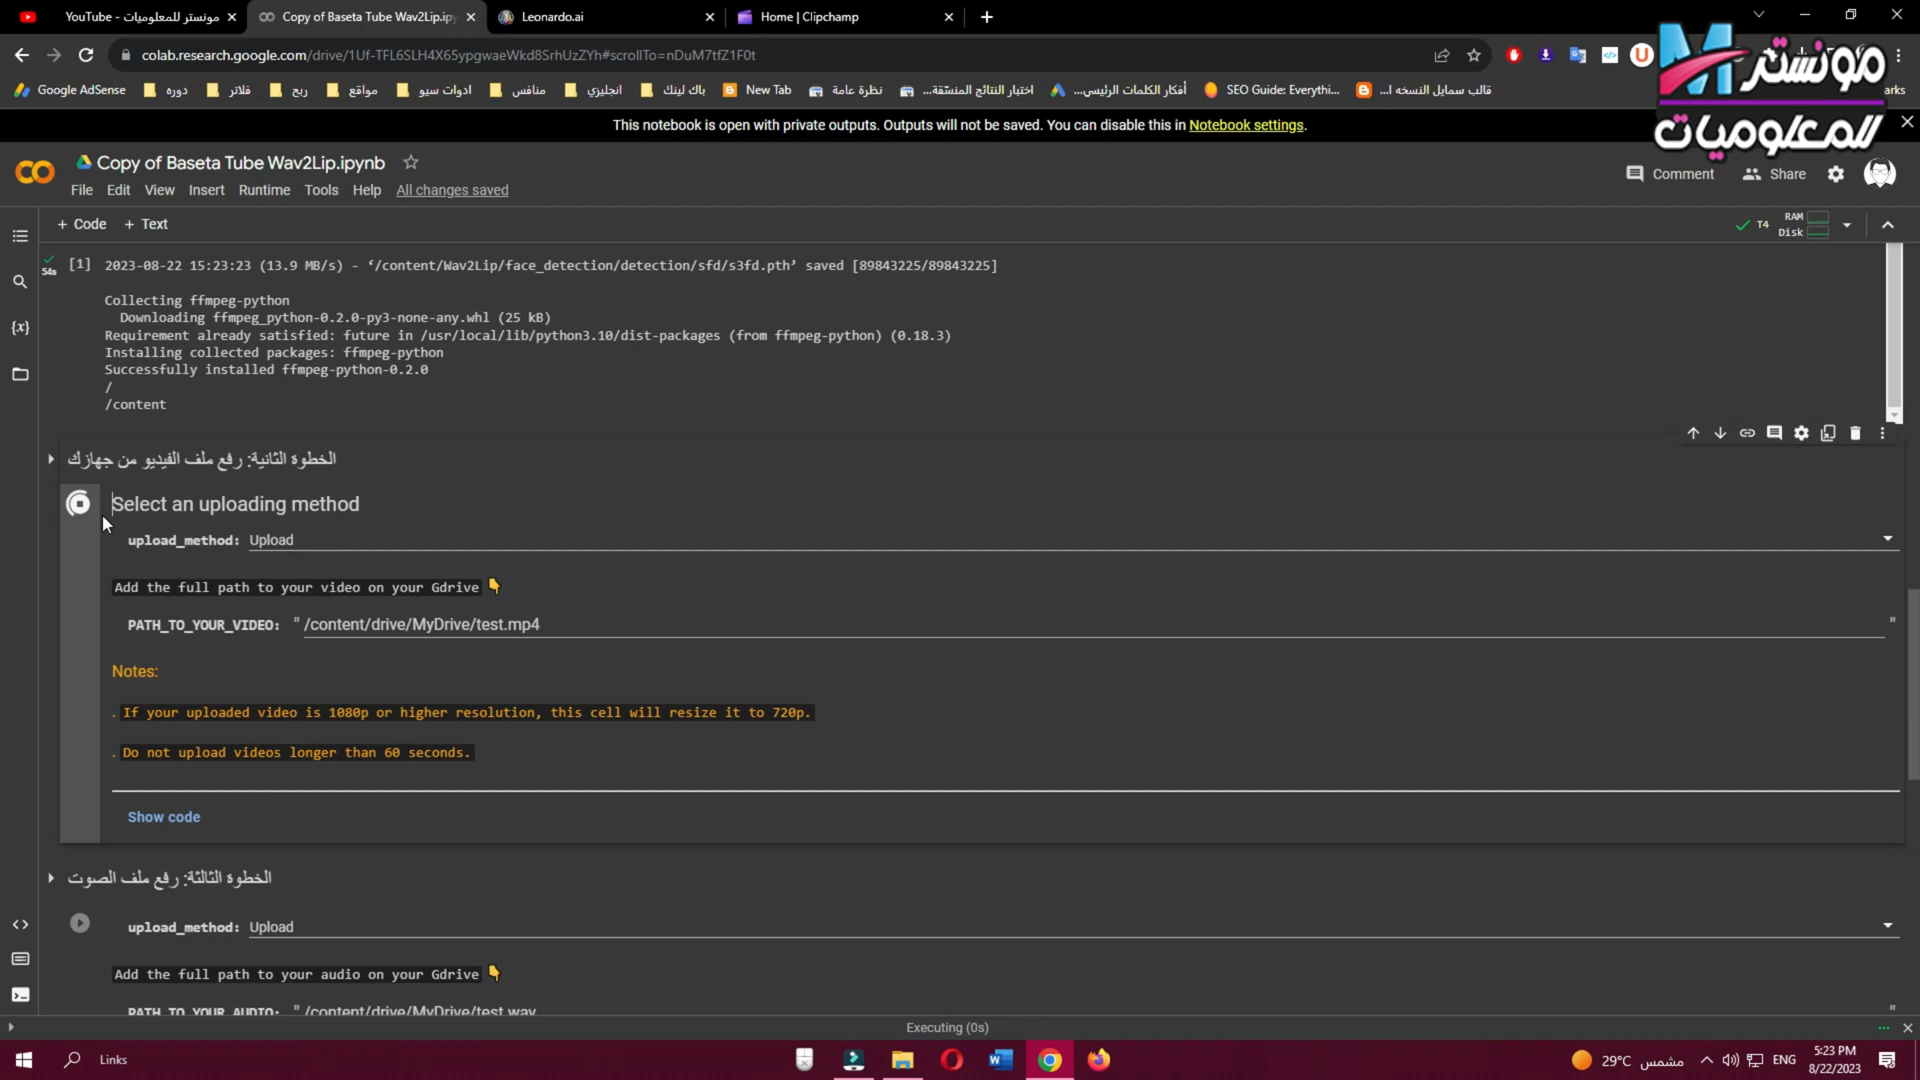 YouTube - مونستر للمعلوميات
Copy of Baseta Tube Wav2Lip.ipy
Leonardo.ai
Home | Clipchamp
colab.research.google.com/drive/1Uf-TFL6SLH4X65ypgwaeWkd8SrhUzZYh#scrollTo=nDuM7tfZ1F0t
Google AdSense
دوره
فلاتر
ربح
مواقع
ادوات سيو
منافس
انجليزي
باك لينك
New Tab
نظرة عامة
اختبار النتائج المنسّقة...
أفكار الكلمات الرئيسي...
SEO Guide: Everythi...
قالب سمايل النسخه ا...
arks
مونستر
للمعلوميات
This notebook is open with private outputs. Outputs will not be saved. You can disable this in Notebook settings.
Copy of Baseta Tube Wav2Lip.ipynb
File Edit View Insert Runtime Tools Help All changes saved
Comment Share
+ Code + Text
T4 RAM
Disk
54s
[1] 2023-08-22 15:23:23 (13.9 MB/s) - ‘/content/Wav2Lip/face_detection/detection/sfd/s3fd.pth’ saved [89843225/89843225]
Collecting ffmpeg-python
Downloading ffmpeg_python-0.2.0-py3-none-any.whl (25 kB)
Requirement already satisfied: future in /usr/local/lib/python3.10/dist-packages (from ffmpeg-python) (0.18.3)
Installing collected packages: ffmpeg-python
Successfully installed ffmpeg-python-0.2.0
/
/content
الخطوة الثانية: رفع ملف الفيديو من جهازك
Select an uploading method
upload_method: Upload
Add the full path to your video on your Gdrive 👇
PATH_TO_YOUR_VIDEO: " /content/drive/MyDrive/test.mp4 "
Notes:
. If your uploaded video is 1080p or higher resolution, this cell will resize it to 720p.
. Do not upload videos longer than 60 seconds.
Show code
الخطوة الثالثة: رفع ملف الصوت
upload_method: Upload
Add the full path to your audio on your Gdrive 👇
PATH_TO_YOUR_AUDIO: " /content/drive/MyDrive/test.wav "
Executing (0s)
Links
29°C مشمس
ENG
5:23 PM
8/22/2023